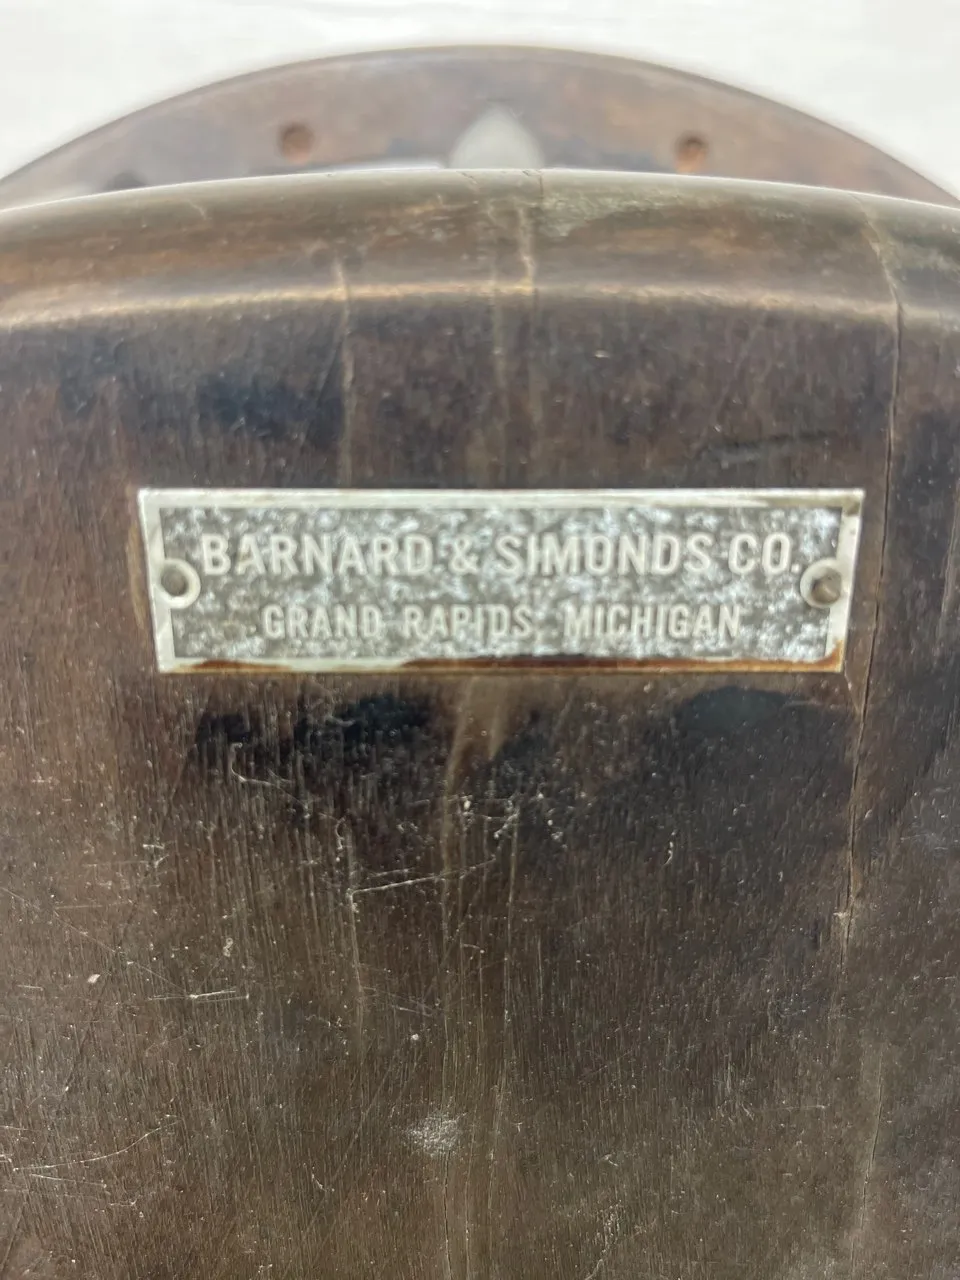 BARNARD & SIMONDS CO.
GRAND RAPIDS, MICHIGAN